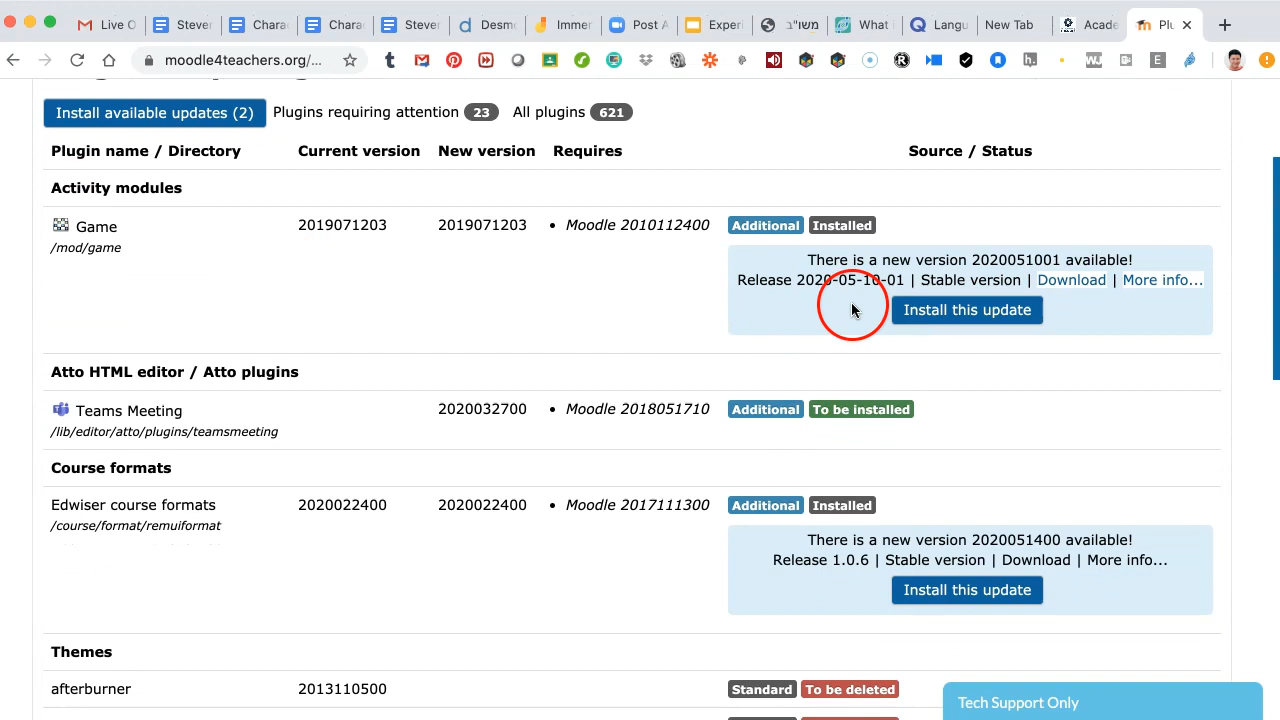 Live O
Steve
Chara
Chara
Steve
Desm
Immer
Post A
Experi
משו"ב
What
Langu
New Tab
Acade
Plu
moodle4teachers.org/...
Install available updates (2) Plugins requiring attention 23 All plugins 621
Plugin name / Directory Current version New version Requires Source / Status
Activity modules
Game 2019071203 2019071203 • Moodle 2010112400 Additional Installed
/mod/game
There is a new version 2020051001 available!
Release 2020-05-10-01 | Stable version | Download | More info...
Install this update
Atto HTML editor / Atto plugins
Teams Meeting 2020032700 • Moodle 2018051710 Additional To be installed
/lib/editor/atto/plugins/teamsmeeting
Course formats
Edwiser course formats 2020022400 2020022400 • Moodle 2017111300 Additional Installed
/course/format/remuiformat
There is a new version 2020051400 available!
Release 1.0.6 | Stable version | Download | More info...
Install this update
Themes
afterburner 2013110500 Standard To be deleted
Tech Support Only